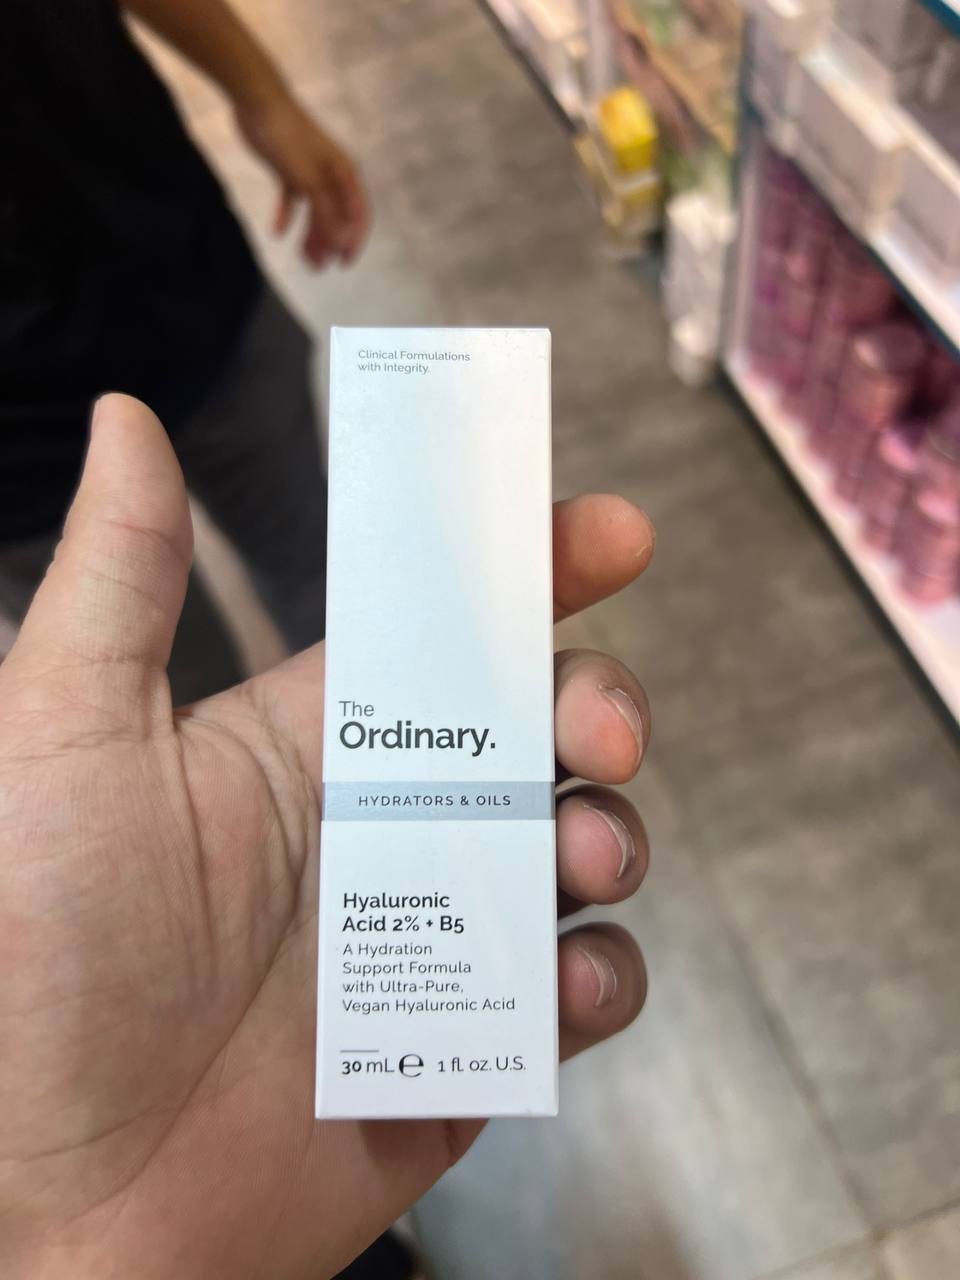 Clinical Formulations
with Integrity.
The
Ordinary.
HYDRATORS & OILS
Hyaluronic
Acid 2% + B5
A Hydration
Support Formula
with Ultra-Pure,
Vegan Hyaluronic Acid
30 mL ℮ 1 fl. oz. U.S.